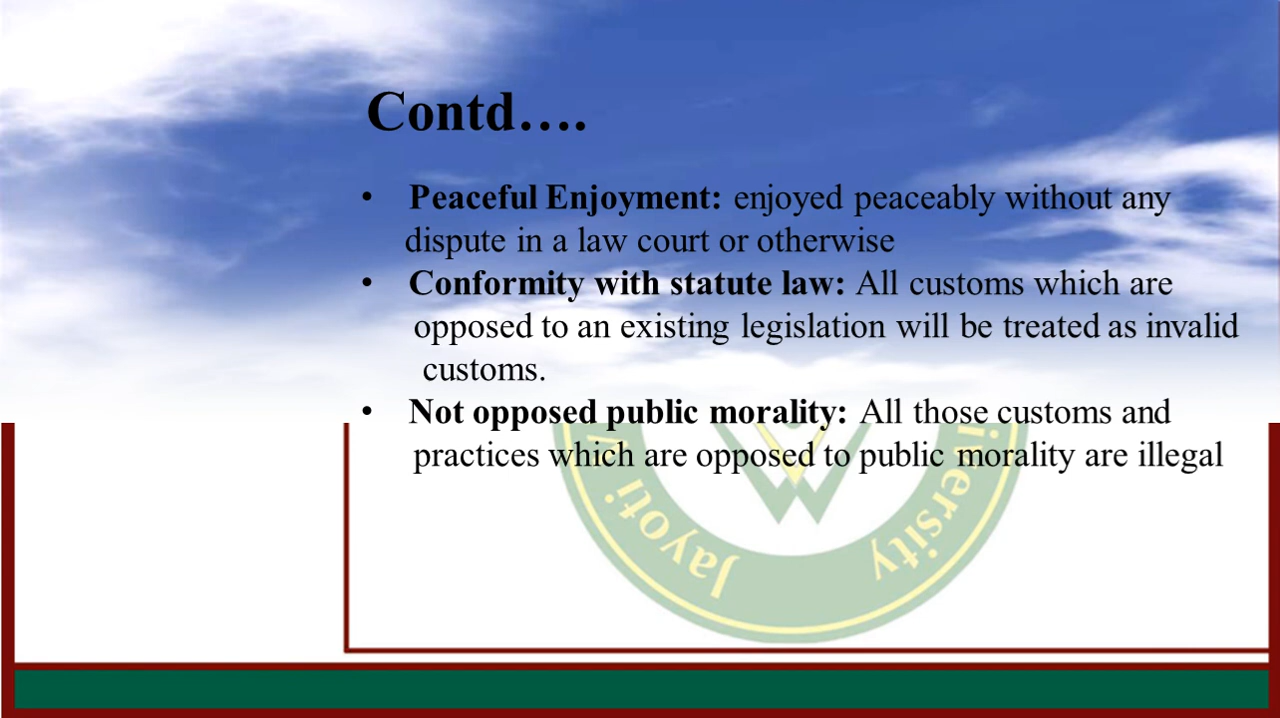 Contd….
• Peaceful Enjoyment: enjoyed peaceably without any
dispute in a law court or otherwise
• Conformity with statute law: All customs which are
opposed to an existing legislation will be treated as invalid
customs.
• Not opposed public morality: All those customs and
practices which are opposed to public morality are illegal
Jayoti